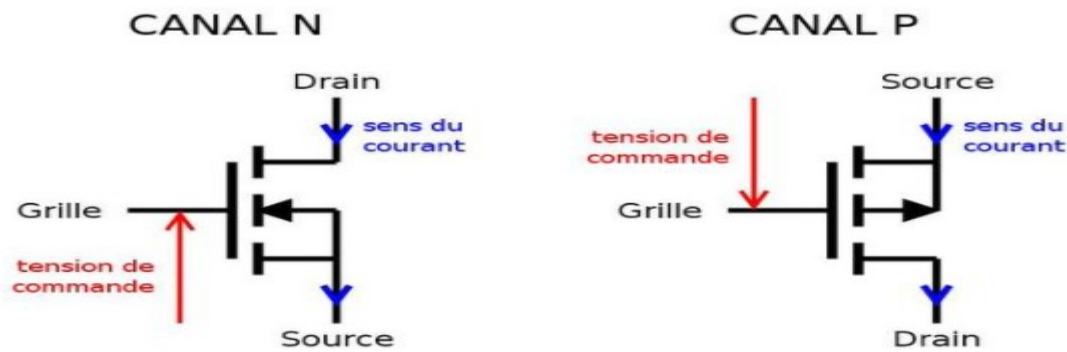 CANAL N
Drain
sens du
courant
Grille
tension de
commande
Source
CANAL P
Source
tension de
commande
sens du
courant
Grille
Drain